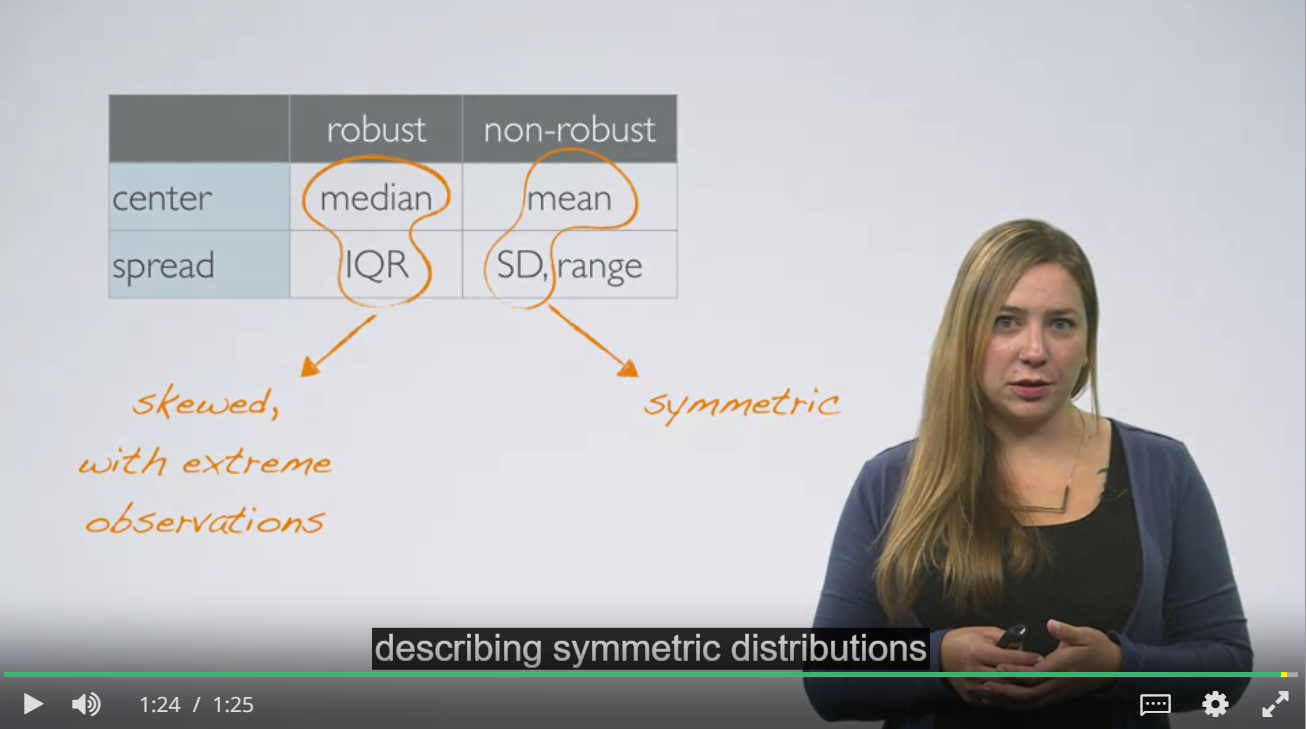 robust non-robust
center median mean
spread IQR SD, range
skewed,
with extreme
observations
symmetric
describing symmetric distributions
1:24 / 1:25